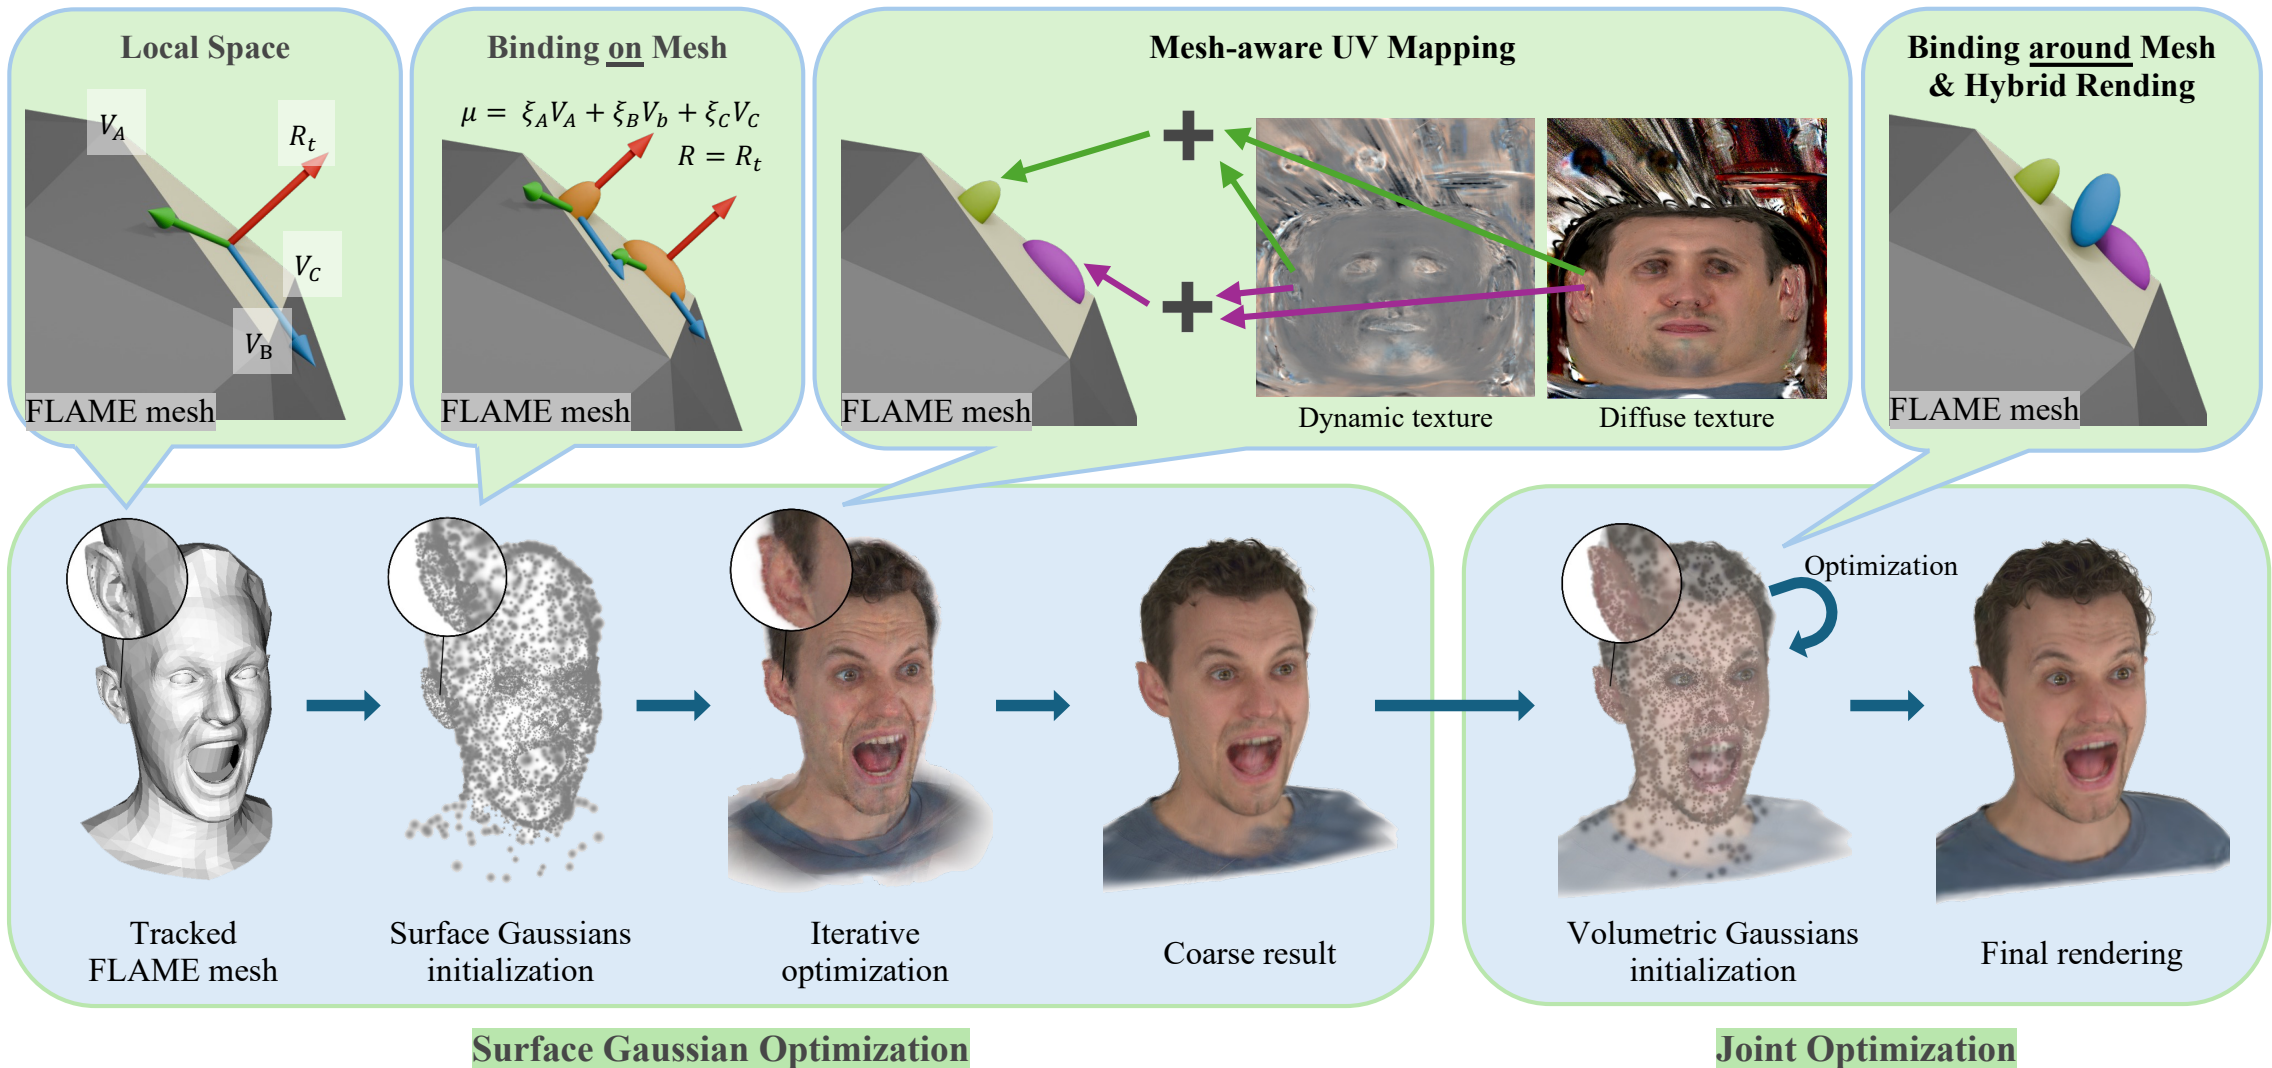 Local Space
V_A
R_t
V_C
V_B
FLAME mesh
Binding on Mesh
μ = ξ_A V_A + ξ_B V_b + ξ_C V_C
R = R_t
FLAME mesh
Mesh-aware UV Mapping
FLAME mesh
Dynamic texture
Diffuse texture
Binding around Mesh
& Hybrid Rending
FLAME mesh
Optimization
Tracked
FLAME mesh
Surface Gaussians
initialization
Iterative
optimization
Coarse result
Volumetric Gaussians
initialization
Final rendering
Surface Gaussian Optimization
Joint Optimization